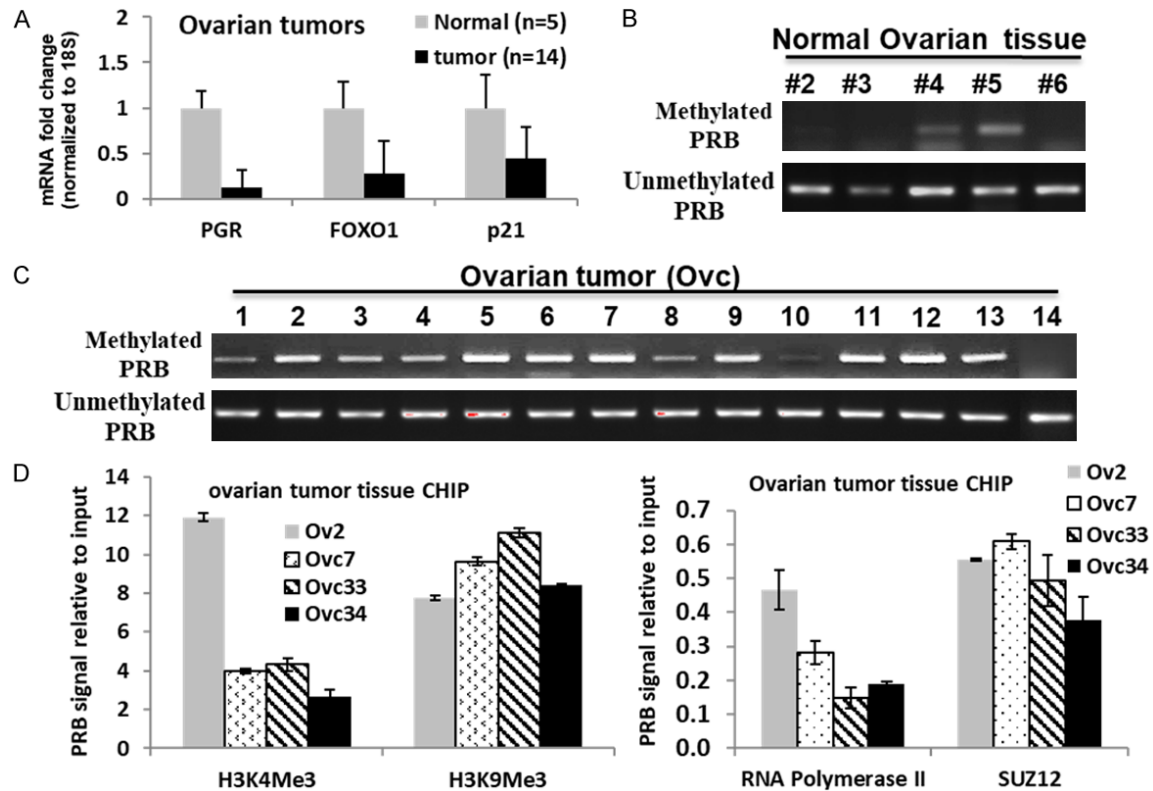 A
Ovarian tumors
Normal (n=5)
tumor (n=14)
mRNA fold change
(normalized to 18S)
2
1.5
1
0.5
0
PGR FOXO1 p21
B
Normal Ovarian tissue
#2 #3 #4 #5 #6
Methylated
PRB
Unmethylated
PRB
C
Ovarian tumor (Ovc)
1 2 3 4 5 6 7 8 9 10 11 12 13 14
Methylated
PRB
Unmethylated
PRB
D
ovarian tumor tissue CHIP
PRB signal relative to input
14
12
10
8
6
4
2
0
Ov2
Ovc7
Ovc33
Ovc34
H3K4Me3 H3K9Me3
Ovarian tumor tissue CHIP
PRB signal relative to input
0.7
0.6
0.5
0.4
0.3
0.2
0.1
0.0
Ov2
Ovc7
Ovc33
Ovc34
RNA Polymerase II SUZ12